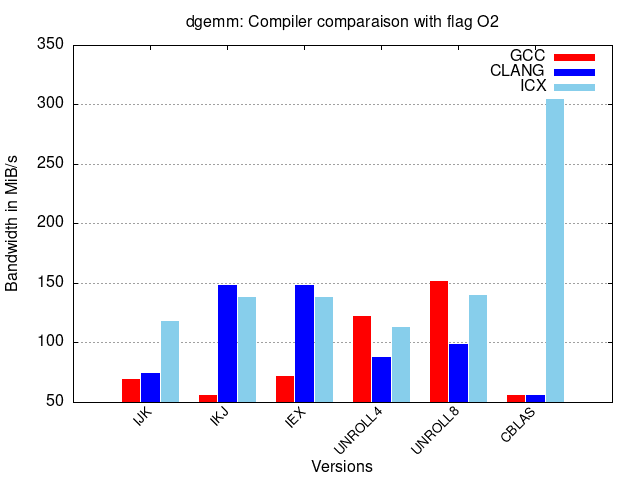 dgemm: Compiler comparaison with flag O2
350
300
250
200
150
100
50
Bandwidth in MiB/s
GCC
CLANG
ICX
IJK
IKJ
IEX
UNROLL4
UNROLL8
CBLAS
Versions